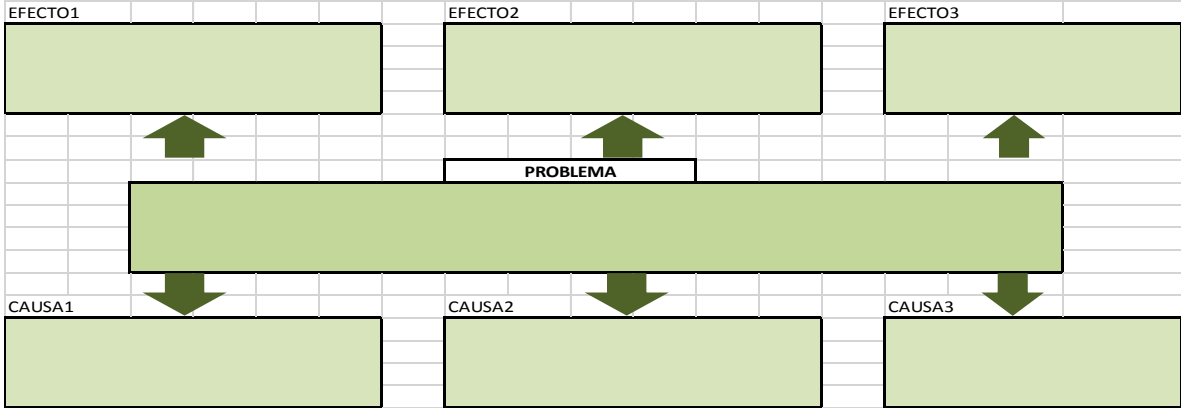 EFECTO1 EFECTO2 EFECTO3
PROBLEMA
CAUSA1 CAUSA2 CAUSA3